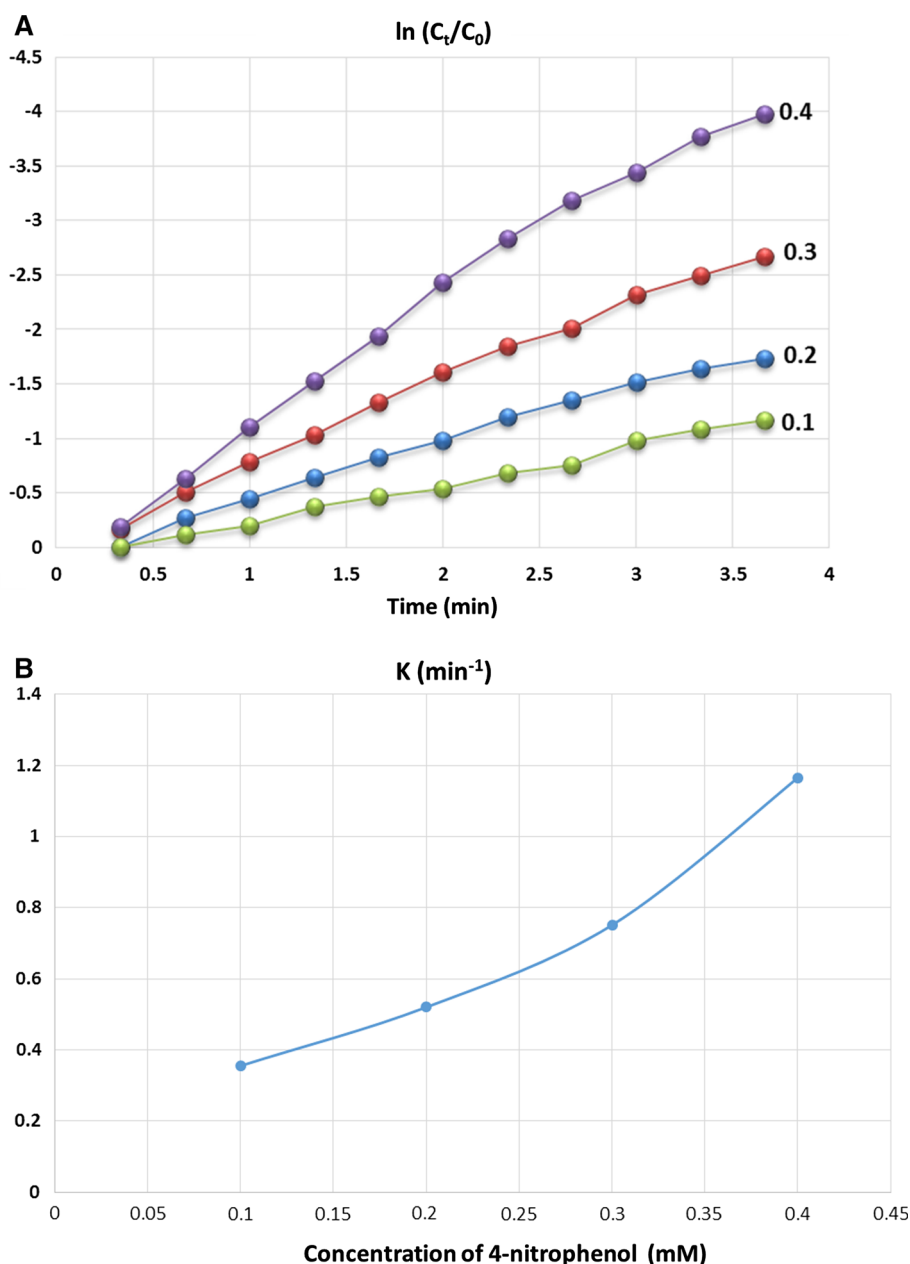 A
ln (Ct/C0)
-4.5
-4
-3.5
-3
-2.5
-2
-1.5
-1
-0.5
0
0.4
0.3
0.2
0.1
0 0.5 1 1.5 2 2.5 3 3.5 4
Time (min)
B
K (min-1)
1.4
1.2
1
0.8
0.6
0.4
0.2
0
0 0.05 0.1 0.15 0.2 0.25 0.3 0.35 0.4 0.45
Concentration of 4-nitrophenol (mM)